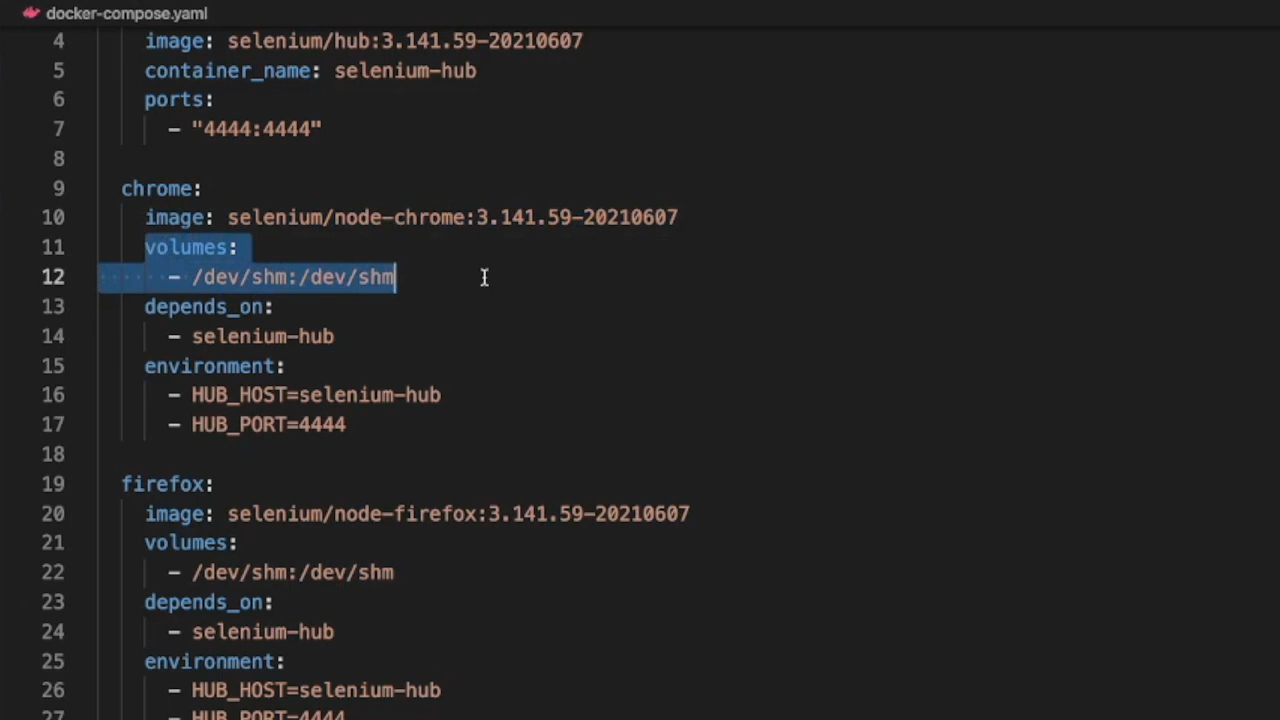 docker-compose.yaml
4 image: selenium/hub:3.141.59-20210607
5 container_name: selenium-hub
6 ports:
7 - "4444:4444"
8
9 chrome:
10 image: selenium/node-chrome:3.141.59-20210607
11 volumes:
12 - /dev/shm:/dev/shm
13 depends_on:
14 - selenium-hub
15 environment:
16 - HUB_HOST=selenium-hub
17 - HUB_PORT=4444
18
19 firefox:
20 image: selenium/node-firefox:3.141.59-20210607
21 volumes:
22 - /dev/shm:/dev/shm
23 depends_on:
24 - selenium-hub
25 environment:
26 - HUB_HOST=selenium-hub
27 - HUB_PORT=4444